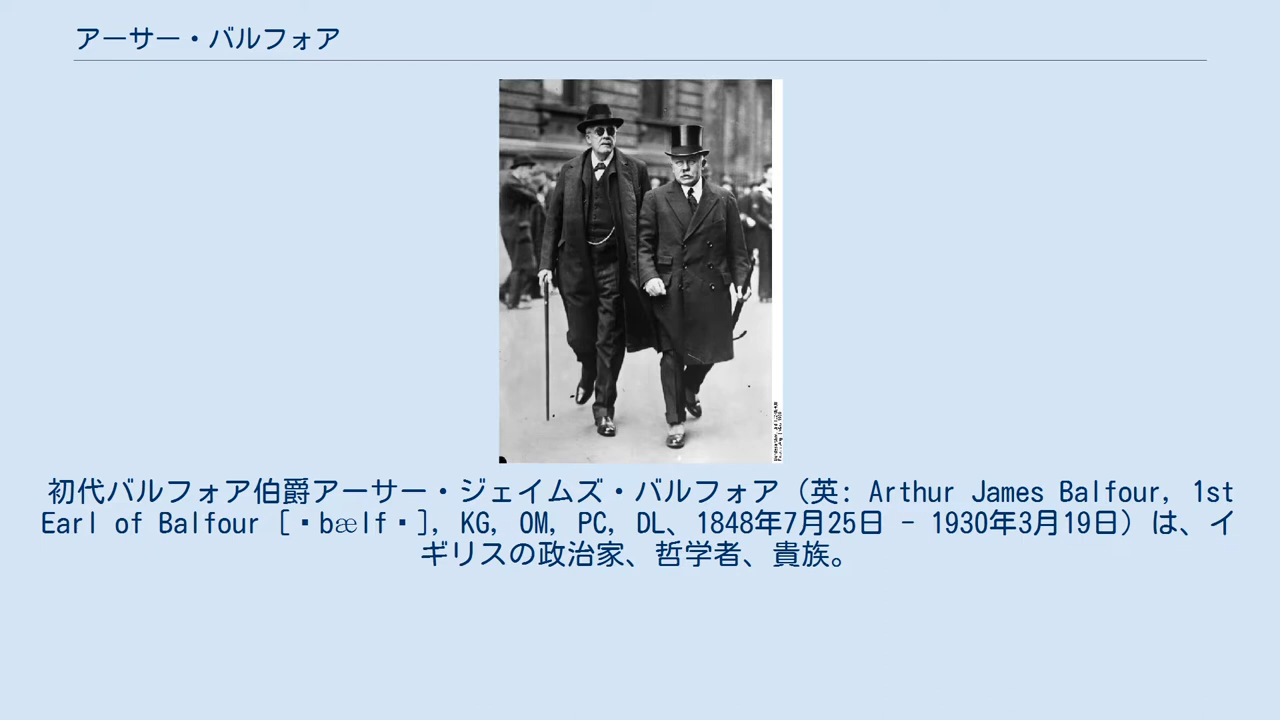 アーサー・バルフォア
初代バルフォア伯爵アーサー・ジェイムズ・バルフォア（英: Arthur James Balfour, 1st
Earl of Balfour [▪bælf▪], KG, OM, PC, DL、1848年7月25日 - 1930年3月19日）は、イ
ギリスの政治家、哲学者、貴族。